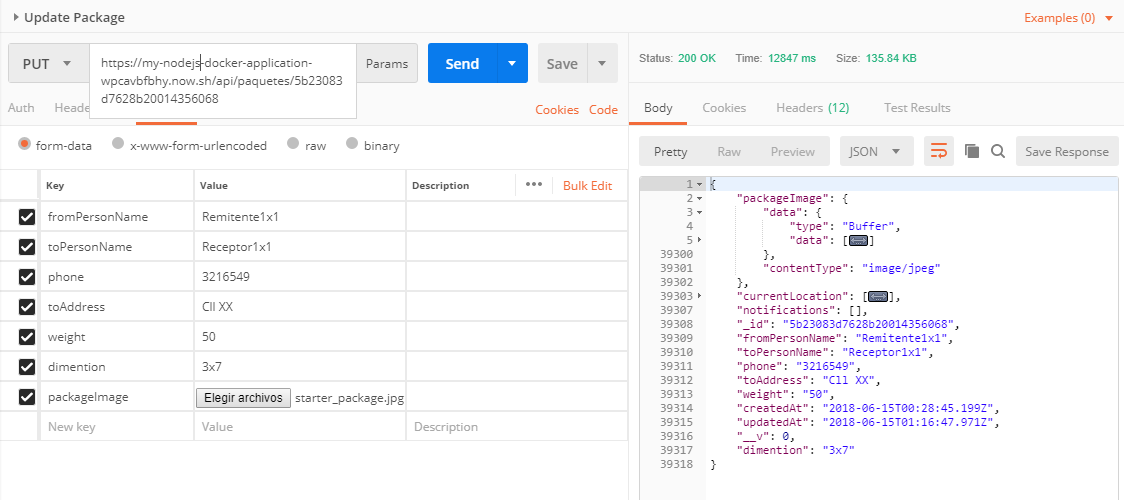 Update Package
Examples (0)
PUT
https://my-nodejs-docker-application-
wpcavbfbhy.now.sh/api/paquetes/5b23083
d7628b20014356068
Params
Send
Save
Auth
Heade
Cookies
Code
form-data
x-www-form-urlencoded
raw
binary
Key
Value
Description
•••
Bulk Edit
fromPersonName
Remitente1x1
toPersonName
Receptor1x1
phone
3216549
toAddress
Cll XX
weight
50
dimention
3x7
packageImage
Elegir archivos
starter_package.jpg
New key
Value
Description
Status: 200 OK
Time: 12847 ms
Size: 135.84 KB
Body
Cookies
Headers (12)
Test Results
Pretty
Raw
Preview
JSON
Save Response
1 {
2 "packageImage": {
3 "data": {
4 "type": "Buffer",
5 "data": [↔]
39300 },
39301 "contentType": "image/jpeg"
39302 },
39303 "currentLocation": [↔],
39307 "notifications": [],
39308 "_id": "5b23083d7628b20014356068",
39309 "fromPersonName": "Remitente1x1",
39310 "toPersonName": "Receptor1x1",
39311 "phone": "3216549",
39312 "toAddress": "Cll XX",
39313 "weight": "50",
39314 "createdAt": "2018-06-15T00:28:45.199Z",
39315 "updatedAt": "2018-06-15T01:16:47.971Z",
39316 "__v": 0,
39317 "dimention": "3x7"
39318 }